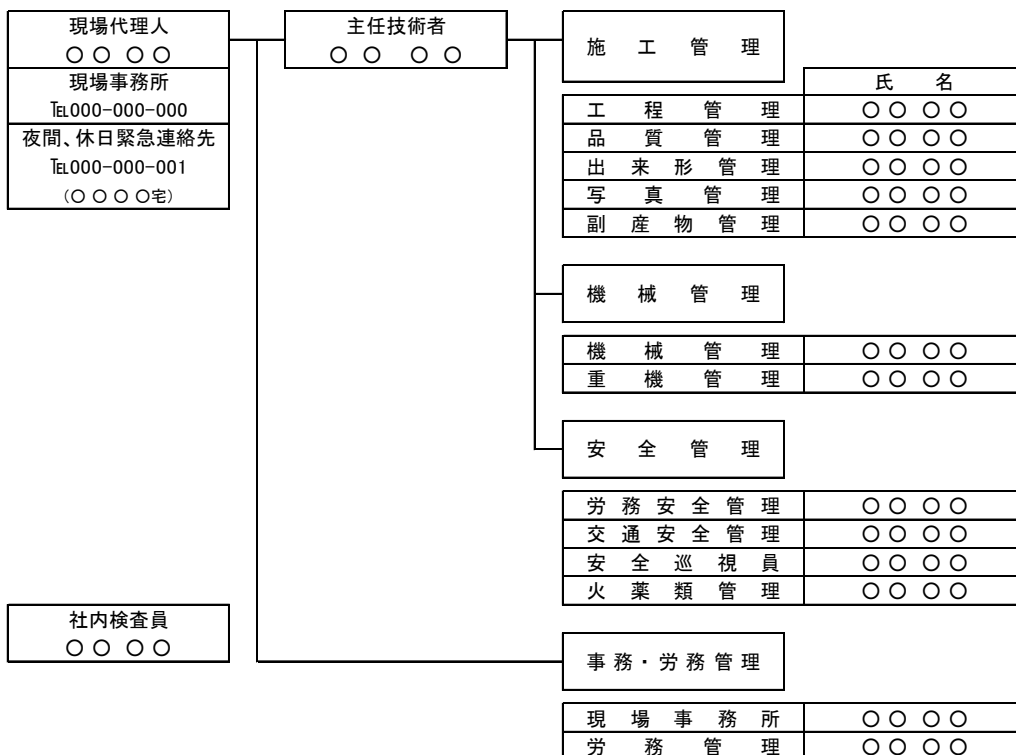 現場代理人
○ ○ ○ ○
現場事務所
℡000-000-000
夜間、休日緊急連絡先
℡000-000-001
(○ ○ ○ ○宅)
主任技術者
○ ○ ○ ○
施工管理
氏名
工程管理 ○ ○ ○ ○
品質管理 ○ ○ ○ ○
出来形管理 ○ ○ ○ ○
写真管理 ○ ○ ○ ○
副産物管理 ○ ○ ○ ○
機械管理
機械管理 ○ ○ ○ ○
重機管理 ○ ○ ○ ○
安全管理
労務安全管理 ○ ○ ○ ○
交通安全管理 ○ ○ ○ ○
安全巡視員 ○ ○ ○ ○
火薬類管理 ○ ○ ○ ○
社内検査員
○ ○ ○ ○
事務・労務管理
現場事務所 ○ ○ ○ ○
労務管理 ○ ○ ○ ○